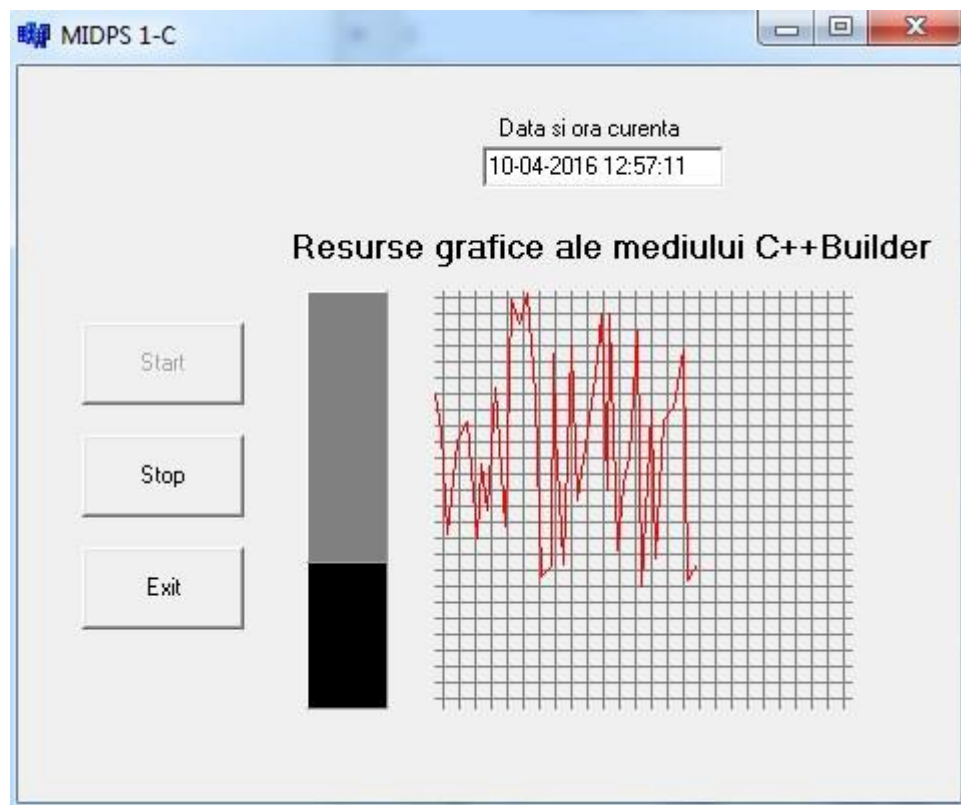 MIDPS 1-C
Data si ora curenta
10-04-2016 12:57:11
Resurse grafice ale mediului C++Builder
Start
Stop
Exit